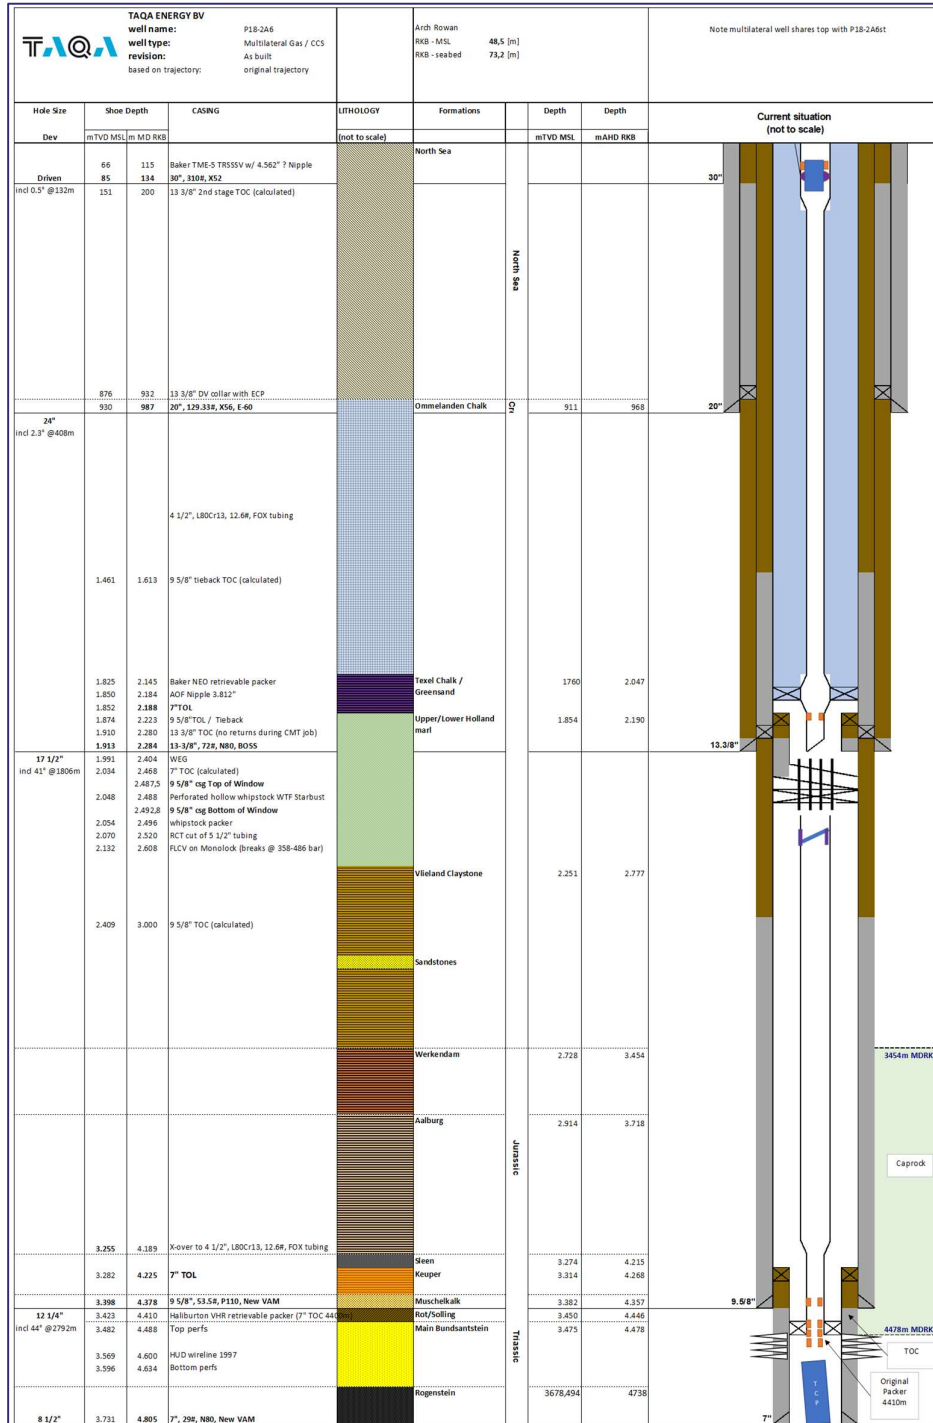 TAQA
TAQA ENERGY BV
well name: P18-2A6
well type: Multilateral Gas / CCS
revision: As built
based on trajectory: original trajectory
Arch Rowan
RKB - MSL 48,5 [m]
RKB - seabed 73,2 [m]
Note multilateral well shares top with P18-2A6st
Hole Size Shoe Depth CASING LITHOLOGY Formations Depth Depth
Current situation
(not to scale)
Dev mTVD MSL m MD RKB (not to scale) mTVD MSL mAHD RKB
North Sea
66 115 Baker TME-5 TRSSSV w/ 4.562" ? Nipple
Driven 85 134 30", 310#, X52
30"
incl 0.5° @132m 151 200 13 3/8" 2nd stage TOC (calculated)
North Sea
876 932 13 3/8" DV collar with ECP
930 987 20", 129.33#, X56, E-60 Ommelanden Chalk Cr 911 968
20"
24"
incl 2.3° @408m
4 1/2", L80Cr13, 12.6#, FOX tubing
1.461 1.613 9 5/8" tieback TOC (calculated)
1.825 2.145 Baker NEO retrievable packer Texel Chalk / 1760 2.047
1.850 2.184 AOF Nipple 3.812" Greensand
1.852 2.188 7"TOL
1.874 2.223 9 5/8"TOL / Tieback Upper/Lower Holland 1.854 2.190
1.910 2.280 13 3/8" TOC (no returns during CMT job) marl
1.913 2.284 13-3/8", 72#, N80, BOSS
13.3/8"
17 1/2" 1.991 2.404 WEG
incl 41° @1806m 2.034 2.468 7" TOC (calculated)
2.487,5 9 5/8" csg Top of Window
2.048 2.488 Perforated hollow whipstock WTF Starbust
2.492,8 9 5/8" csg Bottom of Window
2.054 2.496 whipstock packer
2.070 2.520 RCT cut of 5 1/2" tubing
2.132 2.608 FLCV on Monolock (breaks @ 358-486 bar)
Vlieland Claystone 2.251 2.777
2.409 3.000 9 5/8" TOC (calculated)
Sandstones
Werkendam 2.728 3.454
3454m MDRK
Aalburg 2.914 3.718
Jurassic
Caprock
3.255 4.189 X-over to 4 1/2", L80Cr13, 12.6#, FOX tubing
Sleen 3.274 4.215
3.282 4.225 7" TOL Keuper 3.314 4.268
3.398 4.378 9 5/8", 53.5#, P110, New VAM Muschelkalk 3.382 4.357
9.5/8"
12 1/4" 3.423 4.410 Haliburton VHR retrievable packer (7" TOC 440 Rot/Solling 3.450 4.446
incl 44° @2792m 3.482 4.488 Top perfs Main Bundsantstein 3.475 4.478
4478m MDRK
Triassic
TOC
3.569 4.600 HUD wireline 1997
3.596 4.634 Bottom perfs
Original
Packer
4410m
TCP
Rogenstein 3678,494 4738
8 1/2" 3.731 4.805 7", 29#, N80, New VAM
7"